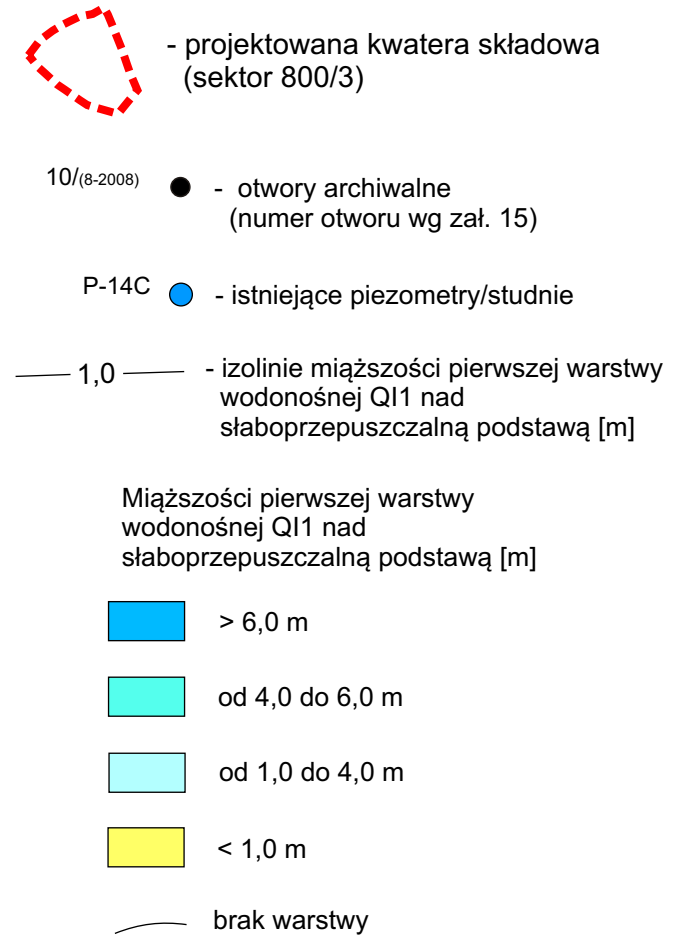 - projektowana kwatera składowa
(sektor 800/3)
10/(8-2008)
- otwory archiwalne
(numer otworu wg zał. 15)
P-14C
- istniejące piezometry/studnie
1,0
- izolinie miąższości pierwszej warstwy
wodonośnej QI1 nad
słaboprzepuszczalną podstawą [m]
Miąższości pierwszej warstwy
wodonośnej QI1 nad
słaboprzepuszczalną podstawą [m]
> 6,0 m
od 4,0 do 6,0 m
od 1,0 do 4,0 m
< 1,0 m
brak warstwy